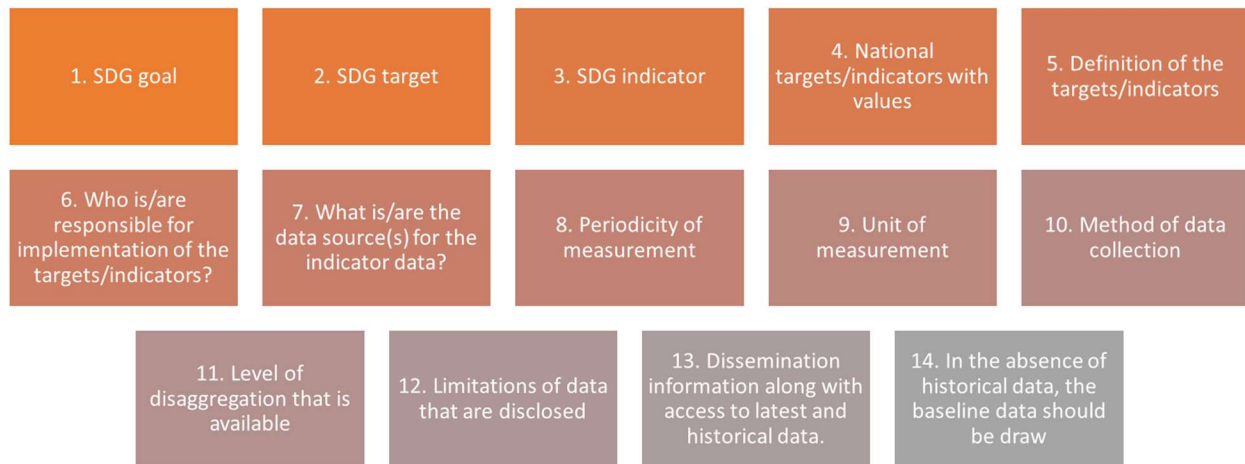 1. SDG goal
2. SDG target
3. SDG indicator
4. National
targets/indicators with
values
5. Definition of the
targets/indicators
6. Who is/are
responsible for
implementation of the
targets/indicators?
7. What is/are the
data source(s) for the
indicator data?
8. Periodicity of
measurement
9. Unit of
measurement
10. Method of data
collection
11. Level of
disaggregation that is
available
12. Limitations of data
that are disclosed
13. Dissemination
information along with
access to latest and
historical data.
14. In the absence of
historical data, the
baseline data should
be draw